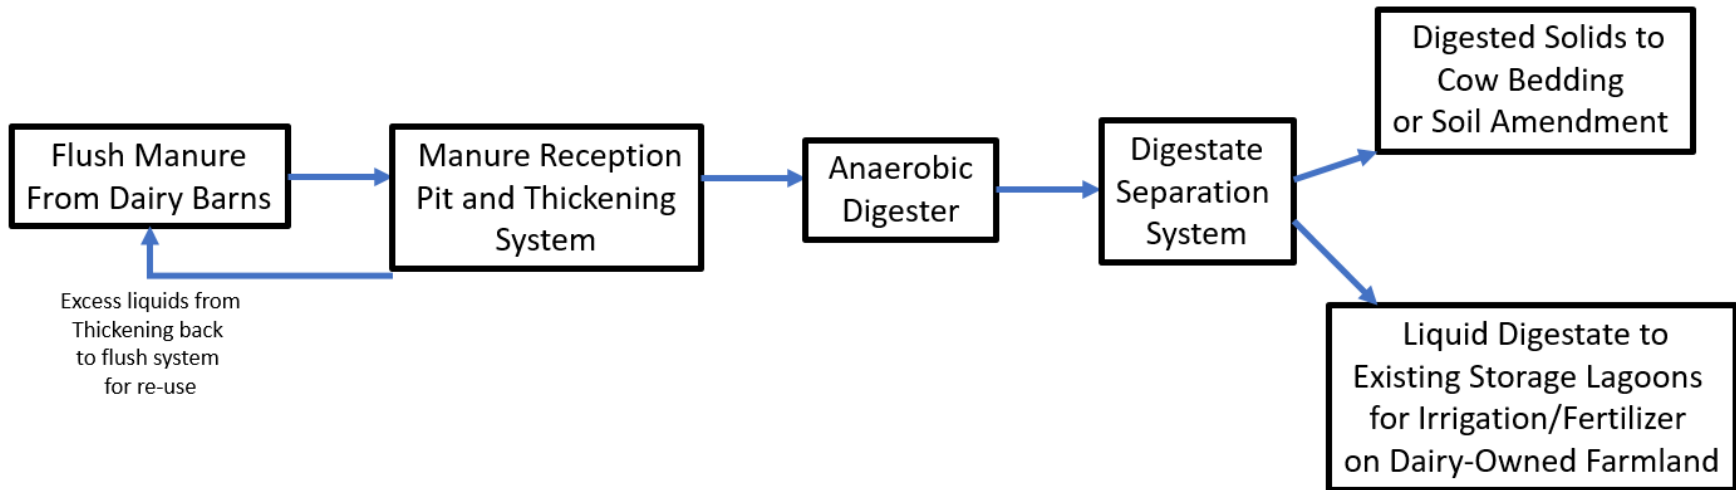 Flush Manure
From Dairy Barns
Excess liquids from
Thickening back
to flush system
for re-use
Manure Reception
Pit and Thickening
System
Anaerobic
Digester
Digestate
Separation
System
Digested Solids to
Cow Bedding
or Soil Amendment
Liquid Digestate to
Existing Storage Lagoons
for Irrigation/Fertilizer
on Dairy-Owned Farmland